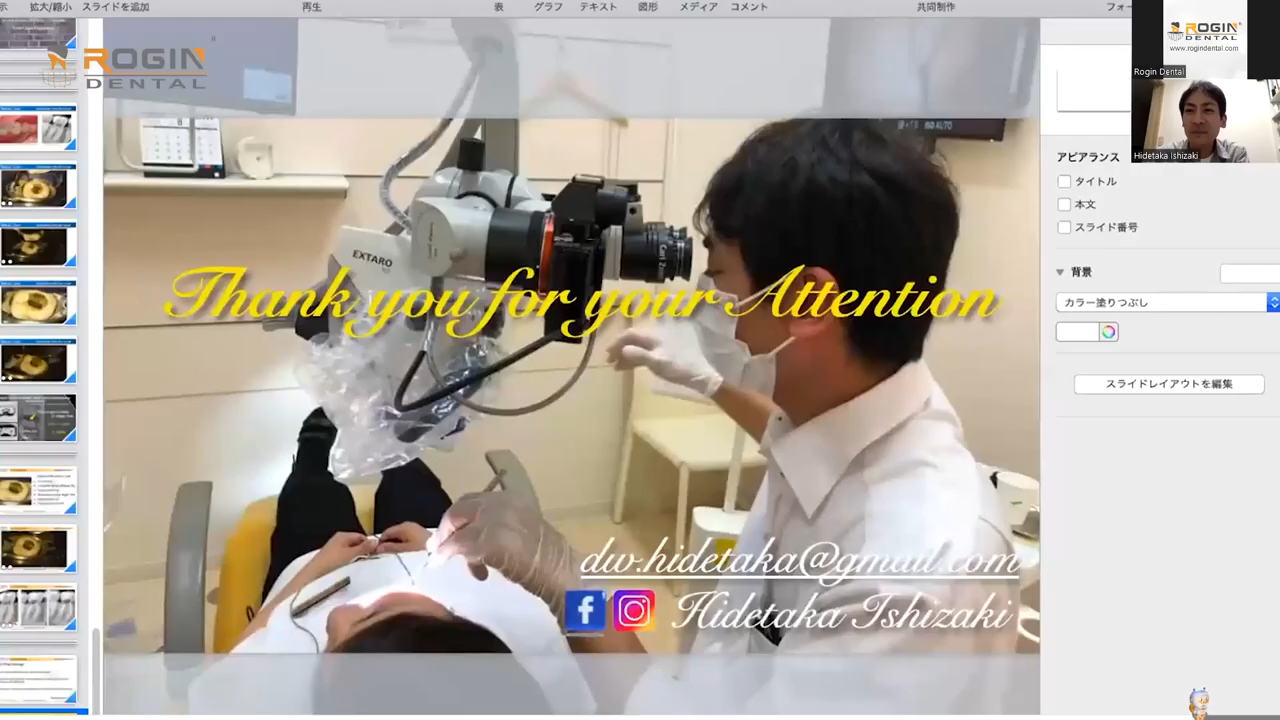 拡大/縮小 スライドを追加 再生 表 グラフ テキスト 図形 メディア コメント 共同制作
ROGIN
DENTAL
ROGIN
DENTAL
www.rogindental.com
Rogin Dental
Hidetaka Ishizaki
EXTARO
Thank you for your Attention
dw.hidetaka@gmail.com
Hidetaka Ishizaki
アピアランス
タイトル
本文
スライド番号
背景
カラー塗りつぶし
スライドレイアウトを編集